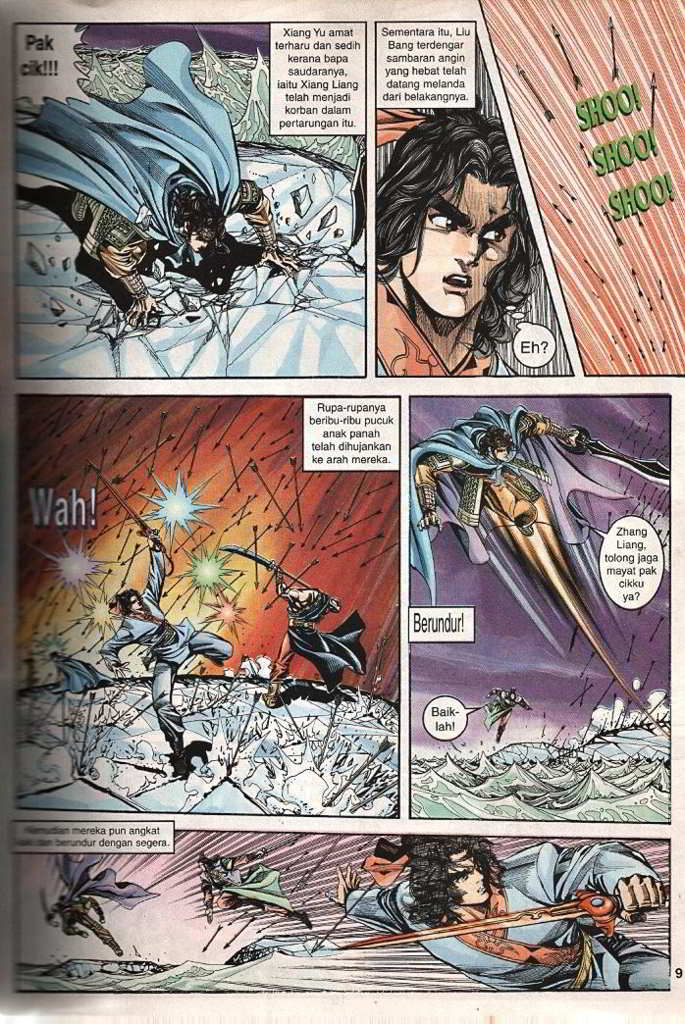 Pak
cik!!!
Xiang Yu amat
terharu dan sedih
kerana bapa
saudaranya,
iaitu Xiang Liang
telah menjadi
korban dalam
pertarungan itu.
Sementara itu, Liu
Bang terdengar
sambaran angin
yang hebat telah
datang melanda
dari belakangnya.
Eh?
SHOO!
SHOO!
SHOO!
Rupa-rupanya
beribu-ribu pucuk
anak panah
telah dihujankan
ke arah mereka.
Wah!
Zhang
Liang,
tolong jaga
mayat pak
cikku
ya?
Berundur!
Baik-
lah!
Kemudian mereka pun angkat
kaki dan berundur dengan segera.
9